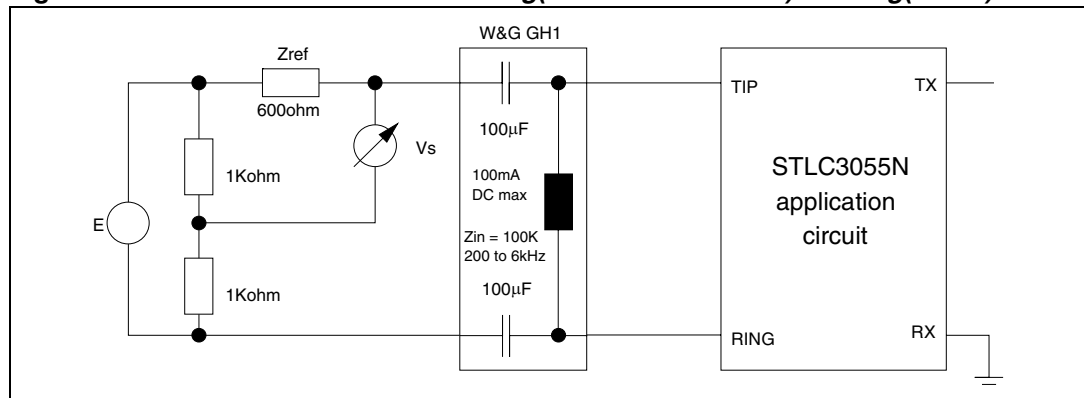 W&G GH1
Zref
600ohm
TIP
TX
100μF
Vs
1Kohm
100mA
DC max
STLC3055N
application
circuit
E
Zin = 100K
200 to 6kHz
1Kohm
100μF
RING
RX